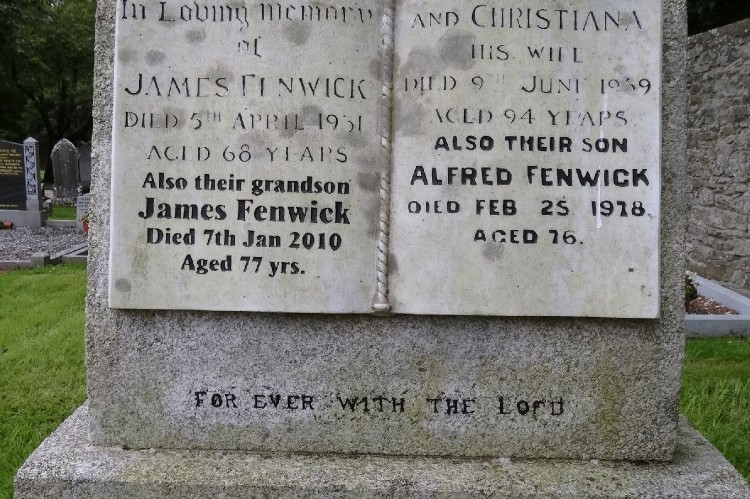 In Loving memory
of
JAMES FENWICK
DIED 5TH APRIL 1931
AGED 68 YEARS
Also their grandson
James Fenwick
Died 7th Jan 2010
Aged 77 yrs.
AND CHRISTIANA
HIS WIFE
DIED 9TH JUNE 1959
AGED 94 YEARS
ALSO THEIR SON
ALFRED FENWICK
DIED FEB 25 1978.
AGED 76.
FOR EVER WITH THE LORD